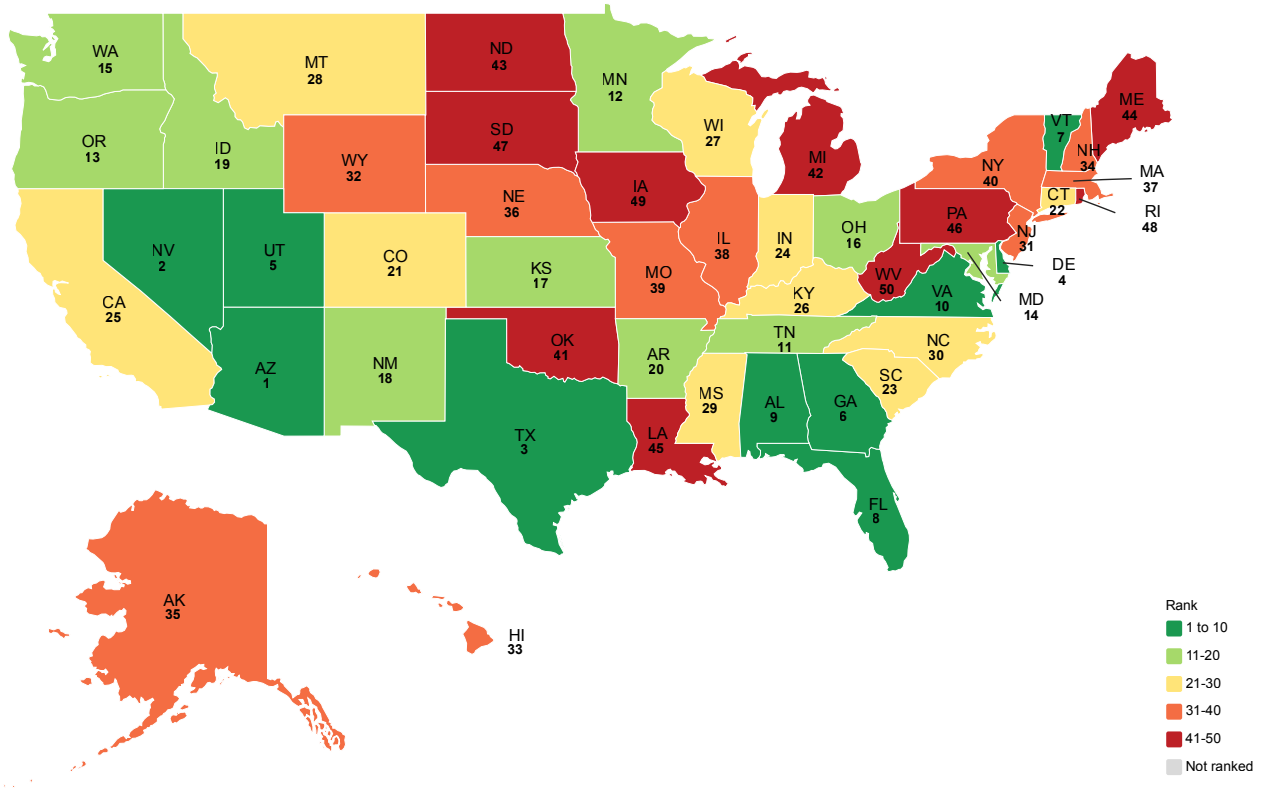 WA
15
MT
28
ND
43
MN
12
OR
13
ID
19
WY
32
SD
47
WI
27
MI
42
ME
44
VT
7
NH
34
NY
40
MA
37
RI
48
CT
22
NV
2
UT
5
CO
21
NE
36
IA
49
IL
38
IN
24
OH
16
PA
46
NJ
31
DE
4
MD
14
CA
25
KS
17
MO
39
KY
26
WV
50
VA
10
AZ
1
NM
18
OK
41
AR
20
TN
11
NC
30
SC
23
TX
3
LA
45
MS
29
AL
9
GA
6
FL
8
AK
35
HI
33
Rank
1 to 10
11-20
21-30
31-40
41-50
Not ranked